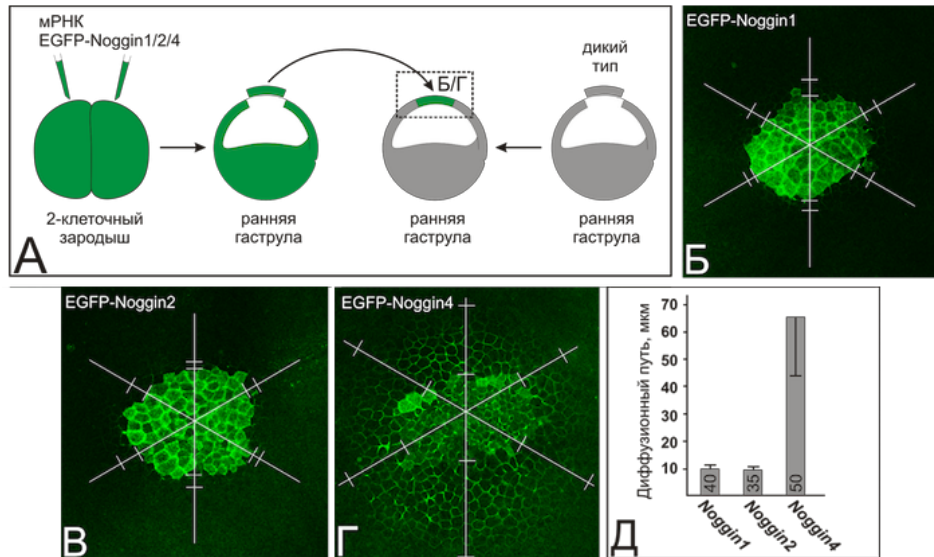 мРНК
EGFP-Noggin1/2/4
2-клеточный
зародыш
ранняя
гаструла
Б/Г
ранняя
гаструла
дикий
тип
ранняя
гаструла
А
EGFP-Noggin1
Б
EGFP-Noggin2
В
EGFP-Noggin4
Г
Диффузионный путь, мкм
70
60
50
40
30
20
10
40
35
50
Noggin1
Noggin2
Noggin4
Д